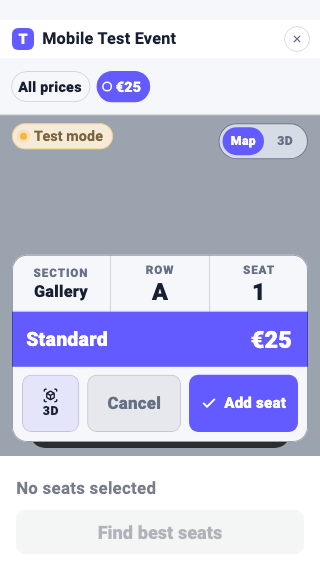 T Mobile Test Event
All prices €25
Test mode
Map 3D
SECTION ROW SEAT
Gallery A 1
Standard €25
3D Cancel Add seat
No seats selected
Find best seats